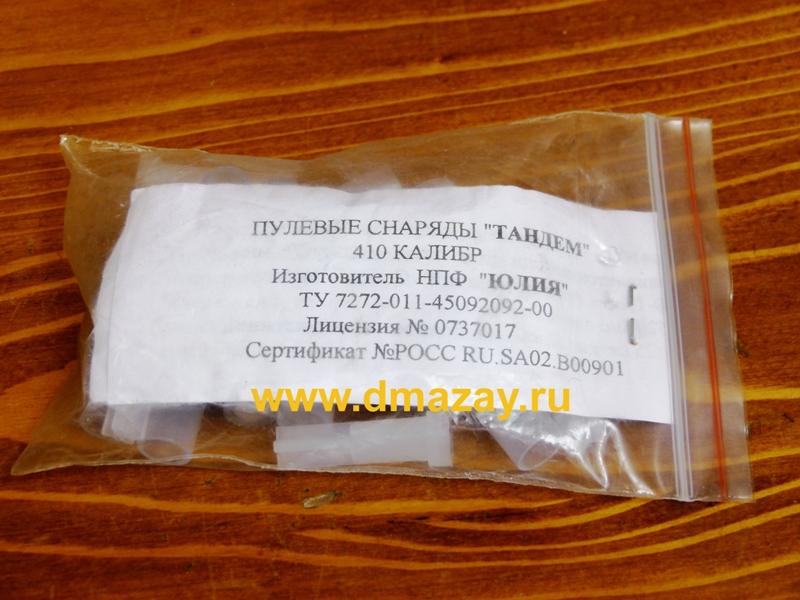 ПУЛЕВЫЕ СНАРЯДЫ "ТАНДЕМ"
410 КАЛИБР
Изготовитель НПФ "ЮЛИЯ"
ТУ 7272-011-45092092-00
Лицензия № 0737017
Сертификат №РОСС RU.SA02.B00901
www.dmazay.ru